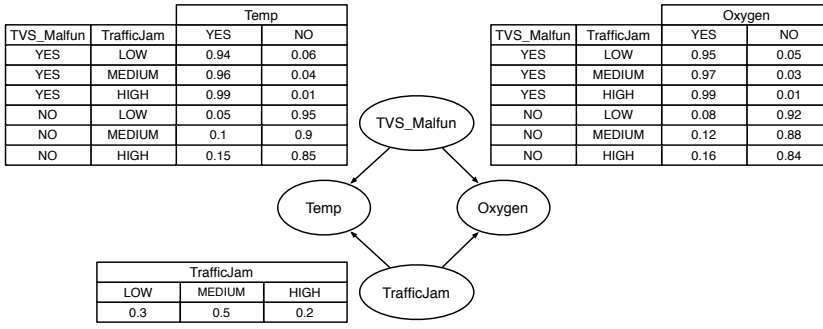 Temp
TVS_Malfun TrafficJam YES NO
YES LOW 0.94 0.06
YES MEDIUM 0.96 0.04
YES HIGH 0.99 0.01
NO LOW 0.05 0.95
NO MEDIUM 0.1 0.9
NO HIGH 0.15 0.85
Oxygen
TVS_Malfun TrafficJam YES NO
YES LOW 0.95 0.05
YES MEDIUM 0.97 0.03
YES HIGH 0.99 0.01
NO LOW 0.08 0.92
NO MEDIUM 0.12 0.88
NO HIGH 0.16 0.84
TVS_Malfun
Temp
Oxygen
TrafficJam
LOW MEDIUM HIGH
0.3 0.5 0.2
TrafficJam